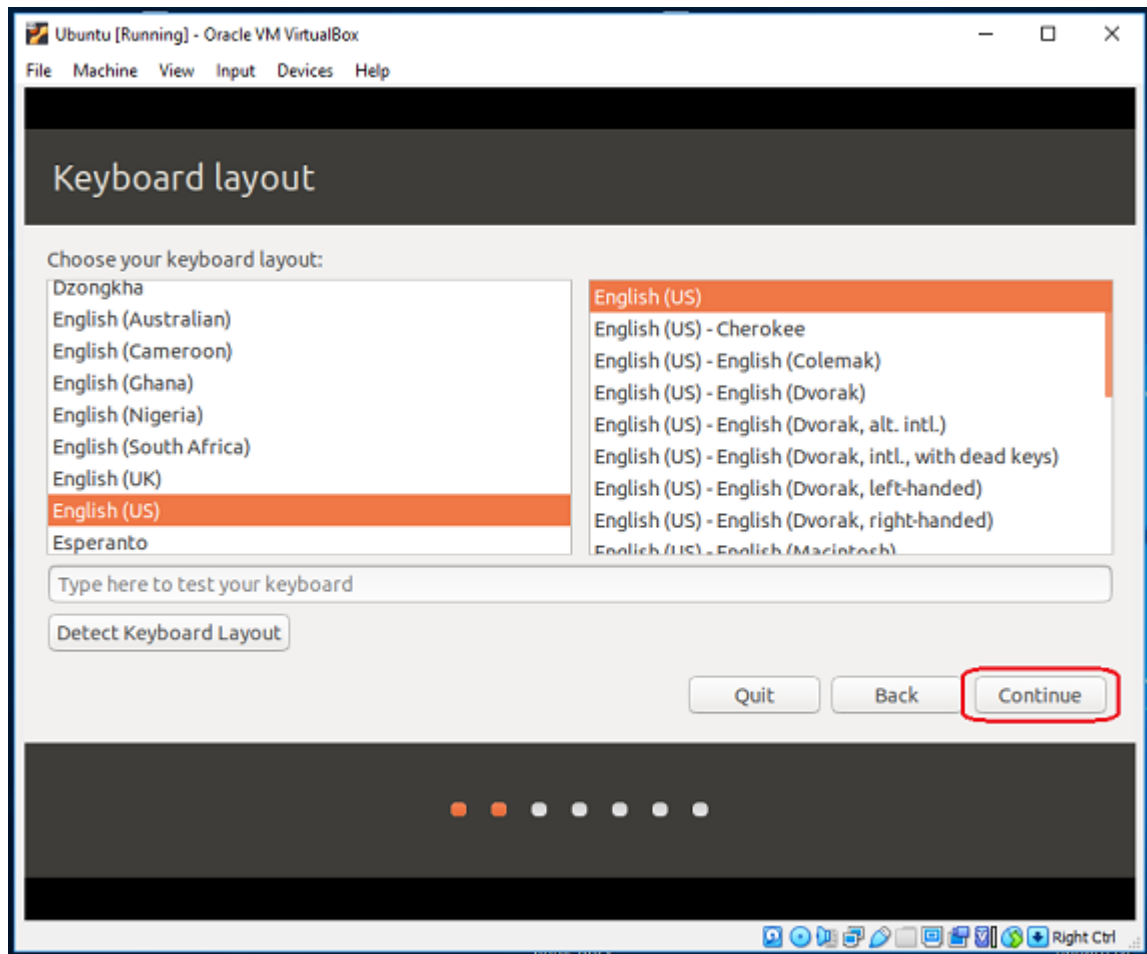 Ubuntu [Running] - Oracle VM VirtualBox
File Machine View Input Devices Help
Keyboard layout
Choose your keyboard layout:
Dzongkha
English (Australian)
English (Cameroon)
English (Ghana)
English (Nigeria)
English (South Africa)
English (UK)
English (US)
Esperanto
English (US)
English (US) - Cherokee
English (US) - English (Colemak)
English (US) - English (Dvorak)
English (US) - English (Dvorak, alt. intl.)
English (US) - English (Dvorak, intl., with dead keys)
English (US) - English (Dvorak, left-handed)
English (US) - English (Dvorak, right-handed)
English (US) - English (Macintosh)
Type here to test your keyboard
Detect Keyboard Layout
Quit Back Continue
Right Ctrl